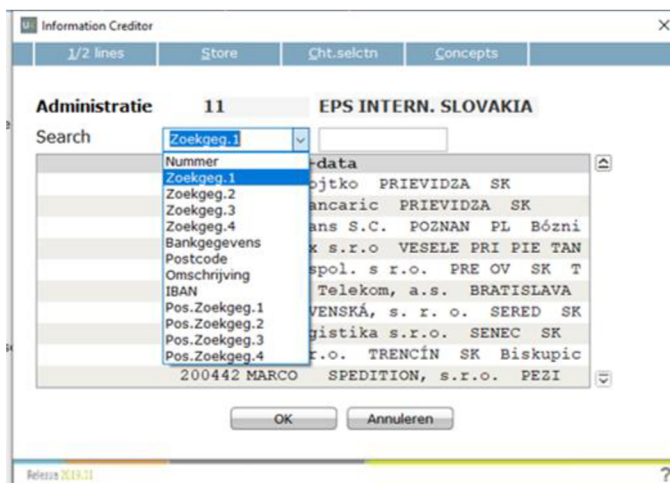 Information Creditor
1/2 lines Store Cht.selctn Concepts
Administratie 11 EPS INTERN. SLOVAKIA
Search Zoekgeg.1
Nummer
Zoekgeg.1
Zoekgeg.2
Zoekgeg.3
Zoekgeg.4
Bankgegevens
Postcode
Omschrijving
IBAN
Pos.Zoekgeg.1
Pos.Zoekgeg.2
Pos.Zoekgeg.3
Pos.Zoekgeg.4
+data
ojtko PRIEVIDZA SK
ancaric PRIEVIDZA SK
ans S.C. POZNAN PL Bózni
x s.r.o VESELE PRI PIE TAN
spol. s r.o. PRE OV SK T
Telekom, a.s. BRATISLAVA
VENSKÁ, s. r. o. SERED SK
gistika s.r.o. SENEC SK
r.o. TRENCÍN SK Biskupic
200442 MARCO SPEDITION, s.r.o. PEZI
OK Annuleren
Release 2019.21 ?